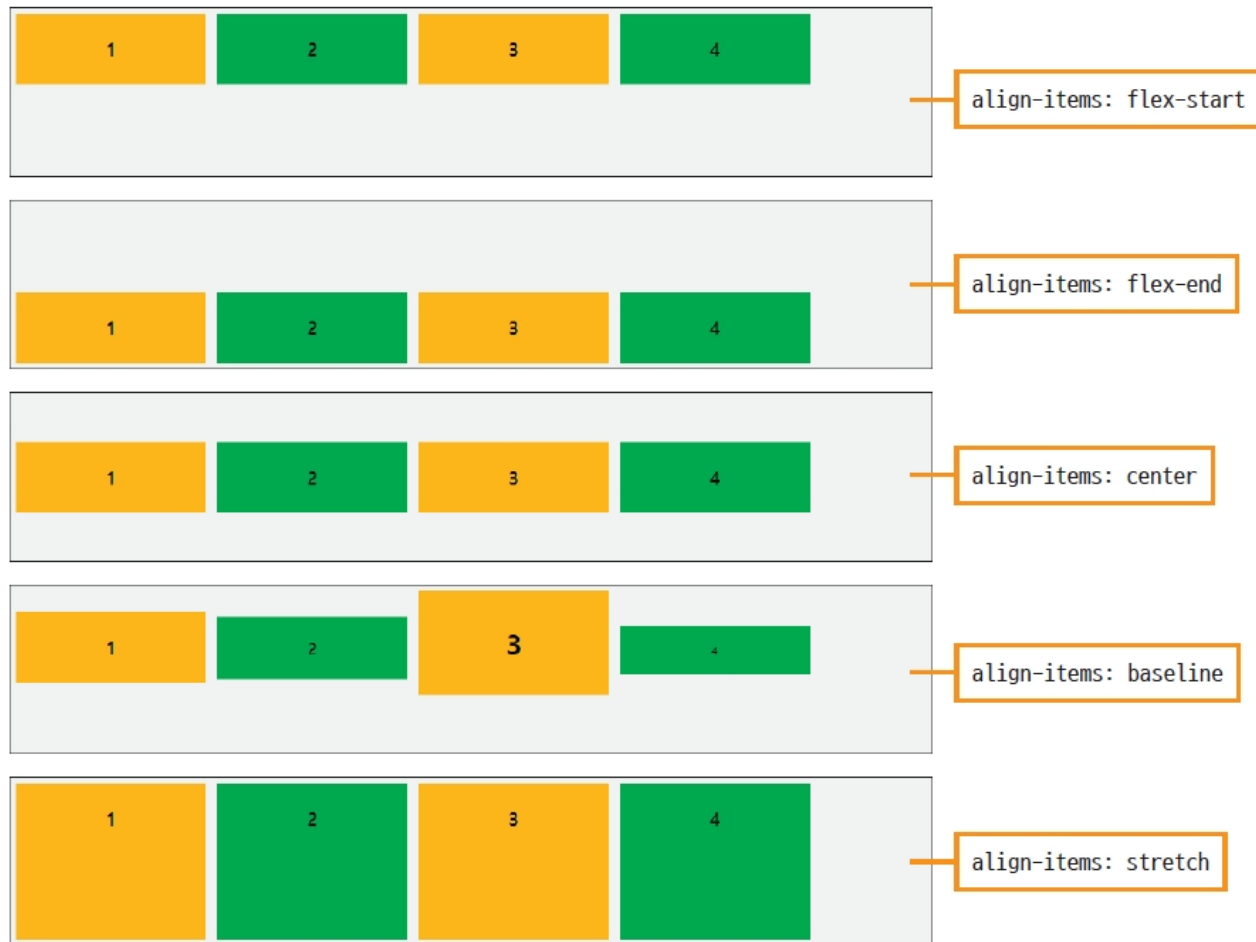 1 2 3 4
align-items: flex-start
1 2 3 4
align-items: flex-end
1 2 3 4
align-items: center
1 2 3 4
align-items: baseline
1 2 3 4
align-items: stretch